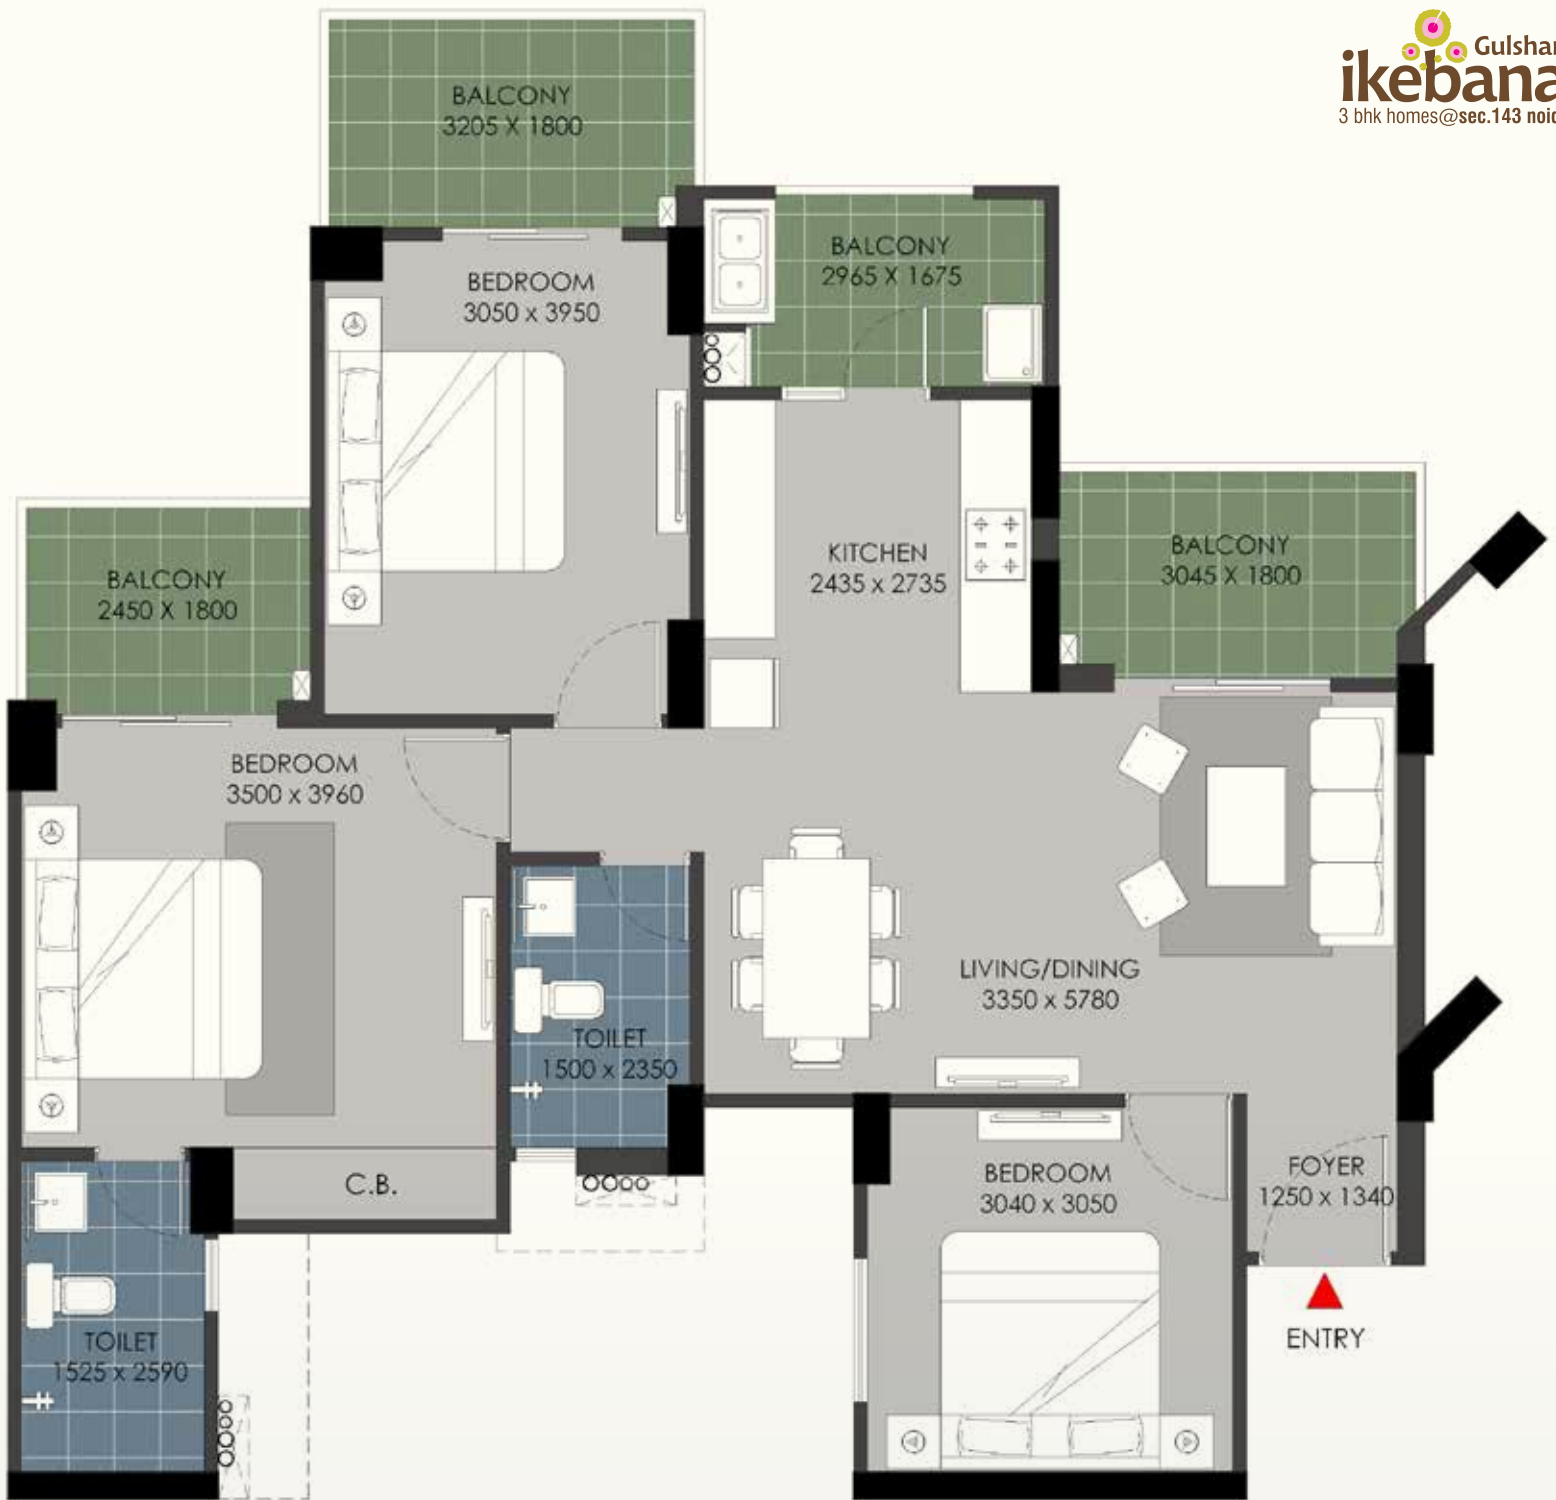 Gulshan
ikebana
3 bhk homes@sec.143
BALCONY
3205 X 1800
BALCONY
2965 X 1675
BEDROOM
3050 x 3950
BALCONY
2450 X 1800
KITCHEN
2435 x 2735
BALCONY
3045 X 1800
BEDROOM
3500 x 3960
LIVING/DINING
3350 x 5780
TOILET
1500 x 2350
C.B.
BEDROOM
3040 x 3050
FOYER
1250 x 1340
ENTRY
TOILET
1525 x 2590